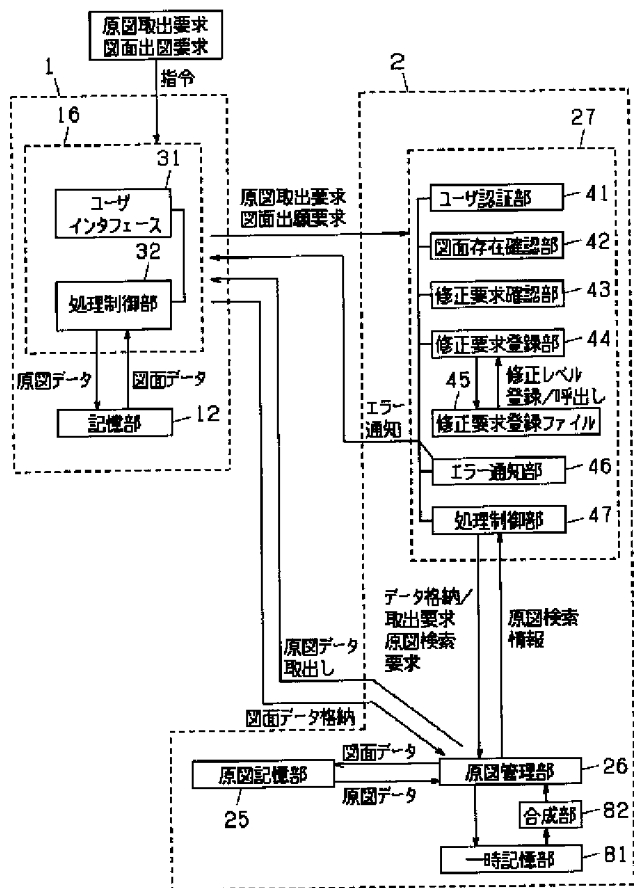 原図取出要求
図面出図要求
指令
1
16
31
ユーザ
インタフェース
32
処理制御部
原図データ
図面データ
記憶部
12
原図取出要求
図面出願要求
エラー
通知
原図データ
取出し
図面データ格納
2
27
ユーザ認証部
41
図面存在確認部
42
修正要求確認部
43
修正要求登録部
44
45
修正レベル
登録/呼出し
修正要求登録ファイル
エラー通知部
46
処理制御部
47
データ格納/
取出要求
原図検索
要求
原図検索
情報
図面データ
原図記憶部
25
原図データ
原図管理部
26
合成部
82
一時記憶部
81